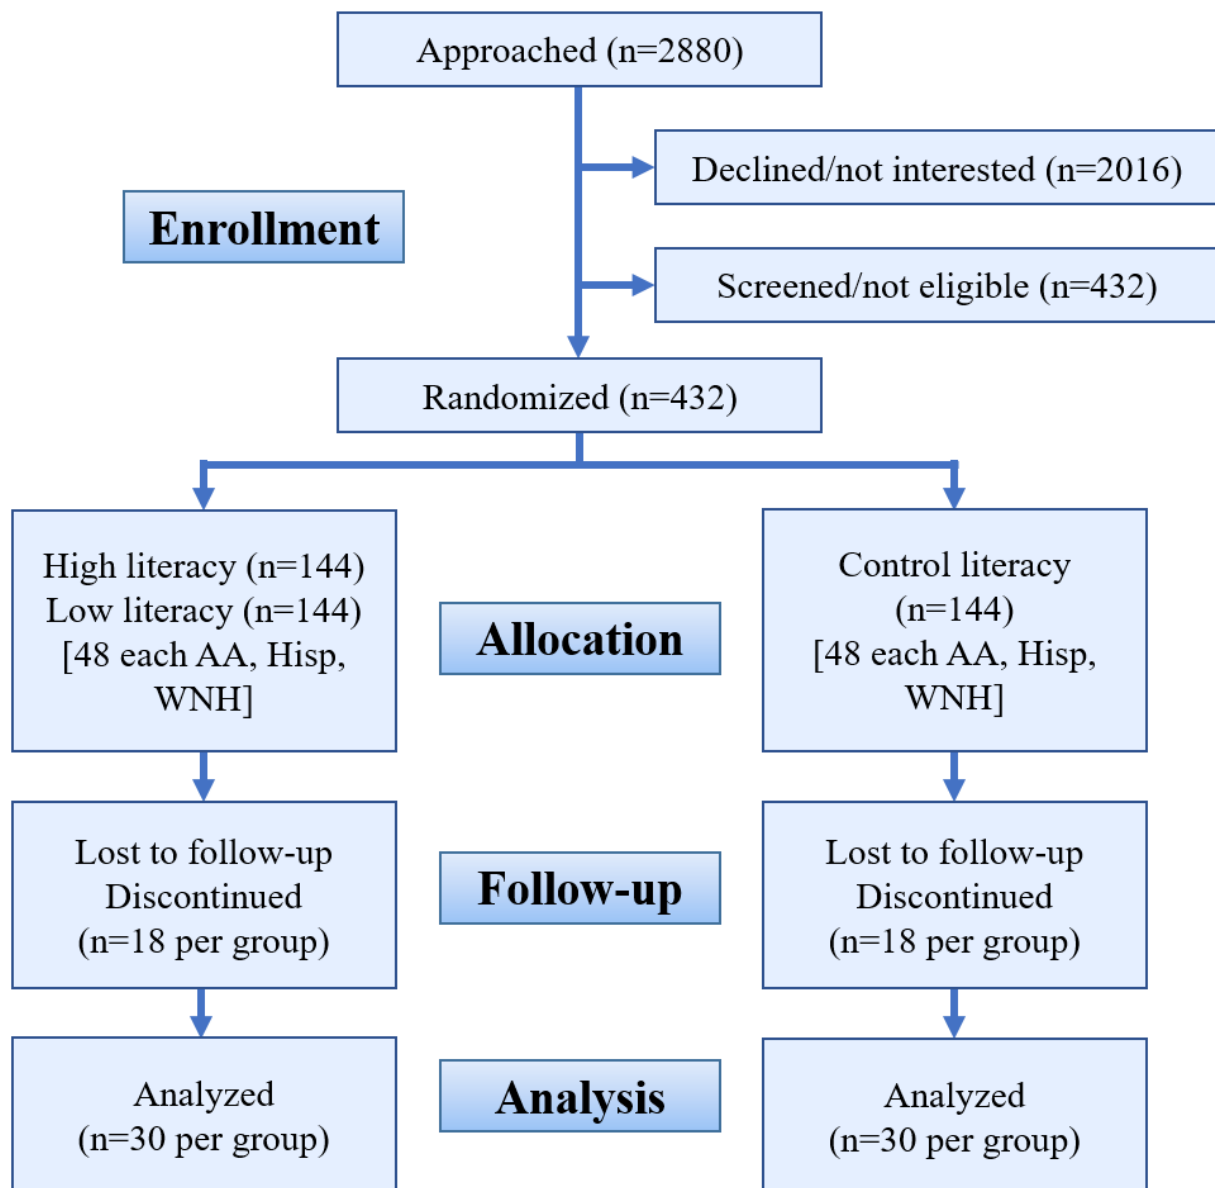 Approached (n=2880)
Declined/not interested (n=2016)
Enrollment
Screened/not eligible (n=432)
Randomized (n=432)
High literacy (n=144)
Low literacy (n=144)
[48 each AA, Hisp,
WNH]
Control literacy
(n=144)
[48 each AA, Hisp,
WNH]
Allocation
Lost to follow-up
Discontinued
(n=18 per group)
Lost to follow-up
Discontinued
(n=18 per group)
Follow-up
Analyzed
(n=30 per group)
Analyzed
(n=30 per group)
Analysis